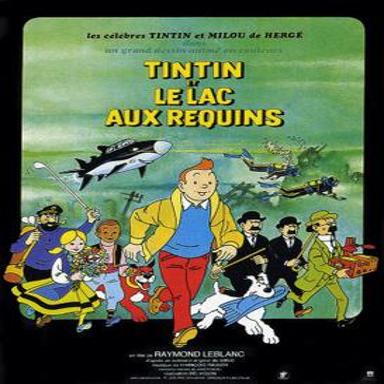 les célèbres TINTIN et MILOU de HERGÉ
dans
un grand dessin animé en couleurs
TINTIN
ET
LE LAC
AUX REQUINS
un film de RAYMOND LEBLANC